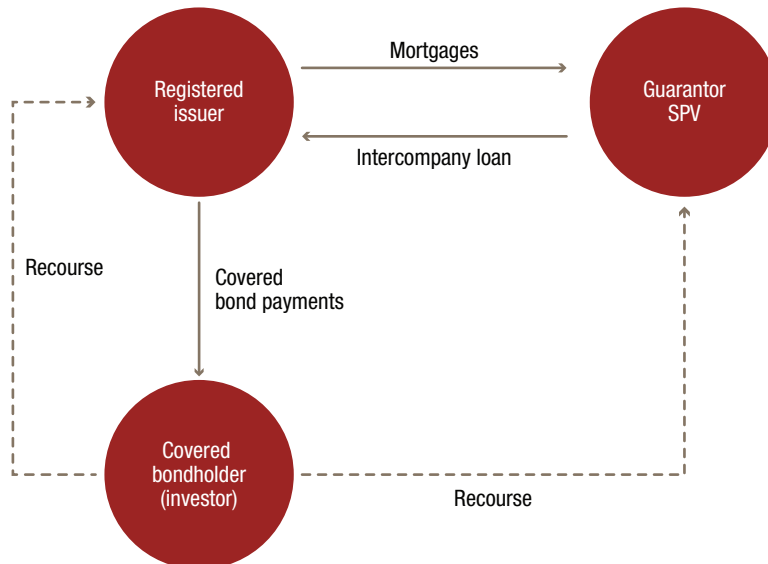 Mortgages
Registered
issuer
Guarantor
SPV
Intercompany loan
Recourse
Covered
bond payments
Covered
bondholder
(investor)
Recourse